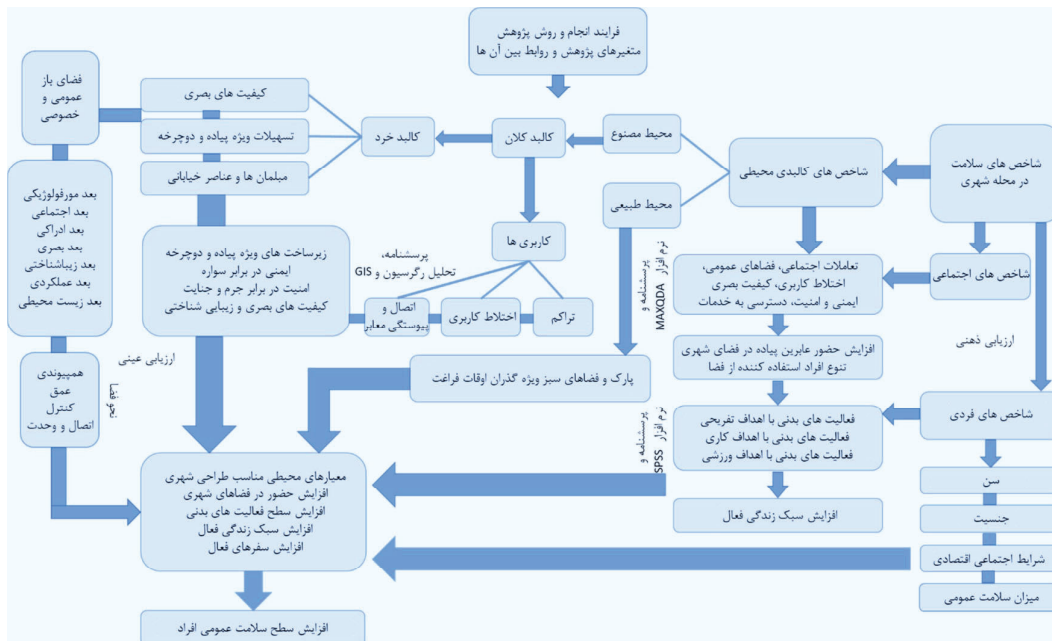 فرایند انجام و روش پژوهش
متغیرهای پژوهش و روابط بین آن ها
شاخص های سلامت
در محله شهری
شاخص های کالبدی محیطی
محیط مصنوع
محیط طبیعی
کالبد کلان
کالبد خرد
کیفیت های بصری
تسهیلات ویژه پیاده و دوچرخه
مبلمان ها و عناصر خیابانی
فضای باز
عمومی و
خصوصی
بعد مورفولوژیکی
بعد اجتماعی
بعد ادراکی
بعد بصری
بعد زیباشناختی
بعد عملکردی
بعد زیست محیطی
همپیوندی
عمق
کنترل
اتصال و وحدت
نحو فضا
ارزیابی عینی
زیرساخت های ویژه پیاده و دوچرخه
ایمنی در برابر سواره
امنیت در برابر جرم و جنایت
کیفیت های بصری و زیبایی شناختی
پرسشنامه،
تحلیل رگرسیون و GIS
کاربری ها
تراکم
اختلاط کاربری
اتصال و
پیوستگی معابر
پارک و فضاهای سبز ویژه گذران اوقات فراغت
پرسشنامه و
نرم افزار MAXQDA
شاخص های اجتماعی
تعاملات اجتماعی، فضاهای عمومی،
اختلاط کاربری، کیفیت بصری
ایمنی و امنیت، دسترسی به خدمات
افزایش حضور عابرین پیاده در فضای شهری
تنوع افراد استفاده کننده از فضا
ارزیابی ذهنی
شاخص های فردی
فعالیت های بدنی با اهداف تفریحی
فعالیت های بدنی با اهداف کاری
فعالیت های بدنی با اهداف ورزشی
پرسشنامه و
نرم افزار SPSS
افزایش سبک زندگی فعال
سن
جنسیت
شرایط اجتماعی اقتصادی
میزان سلامت عمومی
معیارهای محیطی مناسب طراحی شهری
افزایش حضور در فضاهای شهری
افزایش سطح فعالیت های بدنی
افزایش سبک زندگی فعال
افزایش سفرهای فعال
افزایش سطح سلامت عمومی افراد